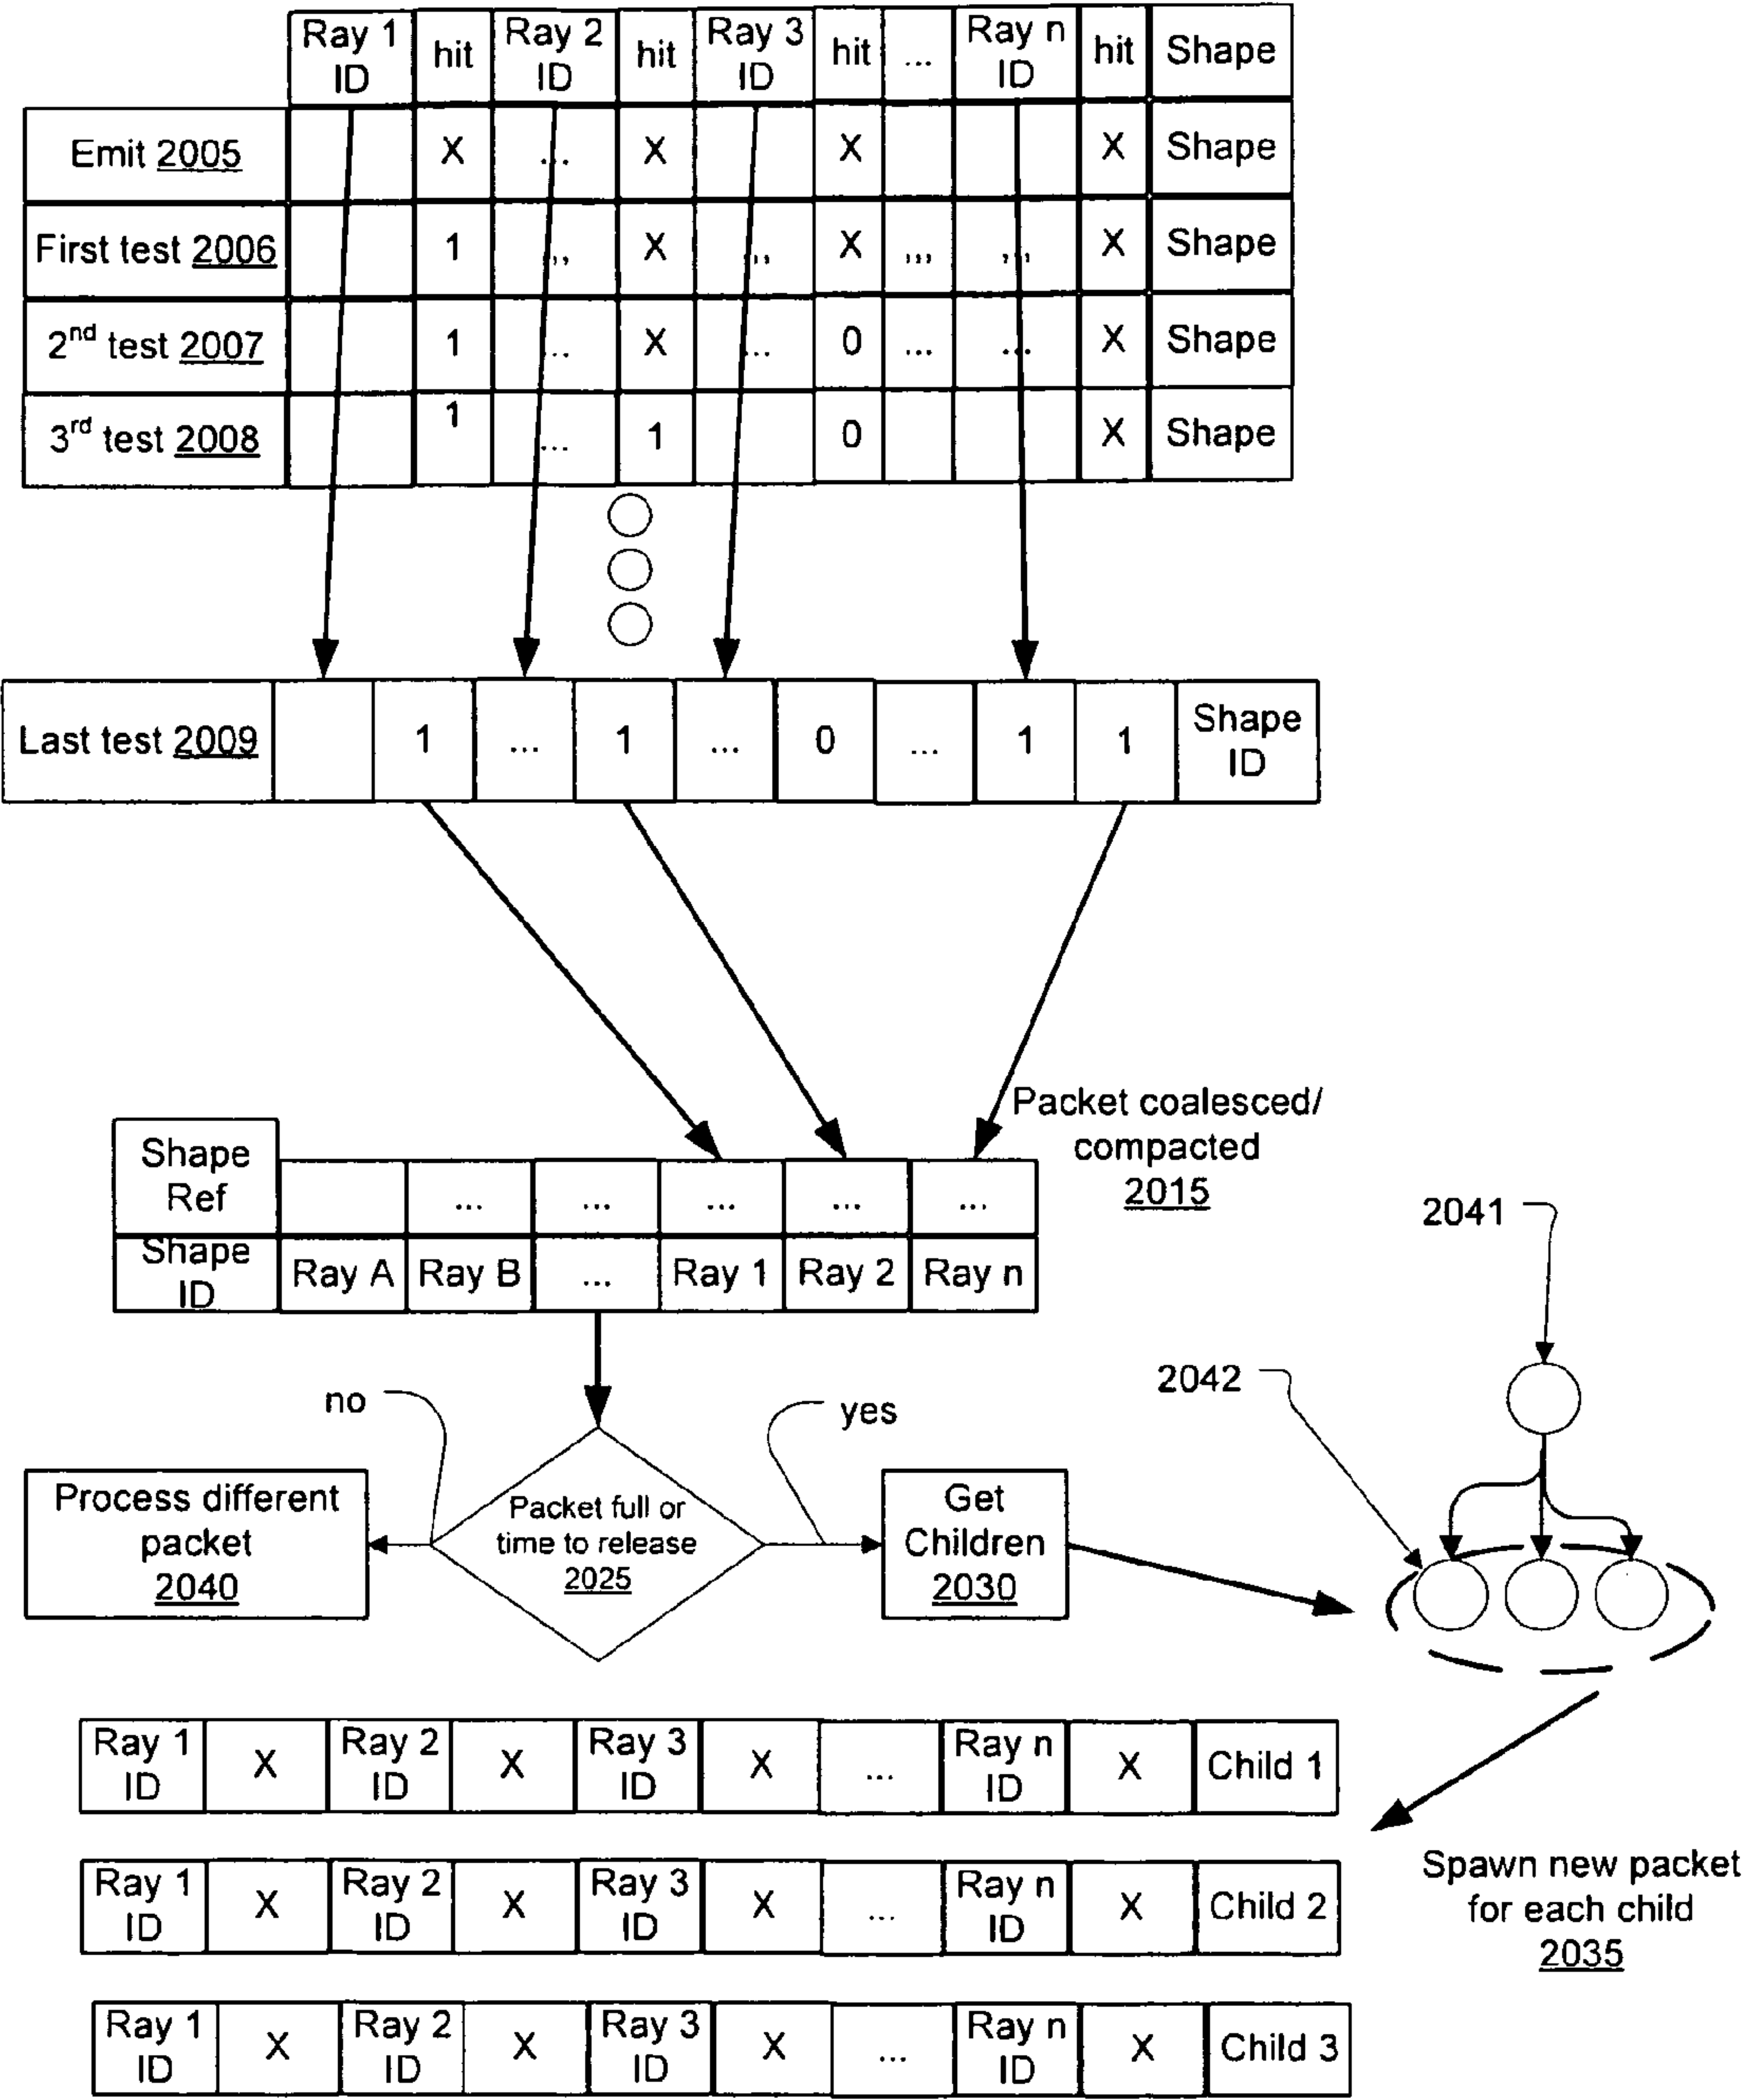 Ray 1 ID hit Ray 2 ID hit Ray 3 ID hit ... Ray n ID hit Shape
Emit 2005 X ... X X X Shape
First test 2006 1 ,, X ,, X ,,, ,,, X Shape
2nd test 2007 1 ... X ... 0 ... ... X Shape
3rd test 2008 1 ... 1 0 X Shape
Last test 2009 1 ... 1 ... 0 ... 1 1 Shape ID
Packet coalesced/
compacted
2015
Shape Ref ... ... ... ... ...
Shape ID Ray A Ray B ... Ray 1 Ray 2 Ray n
2041
2042
no
yes
Process different
packet
2040
Packet full or
time to release
2025
Get
Children
2030
Ray 1 ID X Ray 2 ID X Ray 3 ID X ... Ray n ID X Child 1
Ray 1 ID X Ray 2 ID X Ray 3 ID X ... Ray n ID X Child 2
Ray 1 ID X Ray 2 ID X Ray 3 ID X ... Ray n ID X Child 3
Spawn new packet
for each child
2035